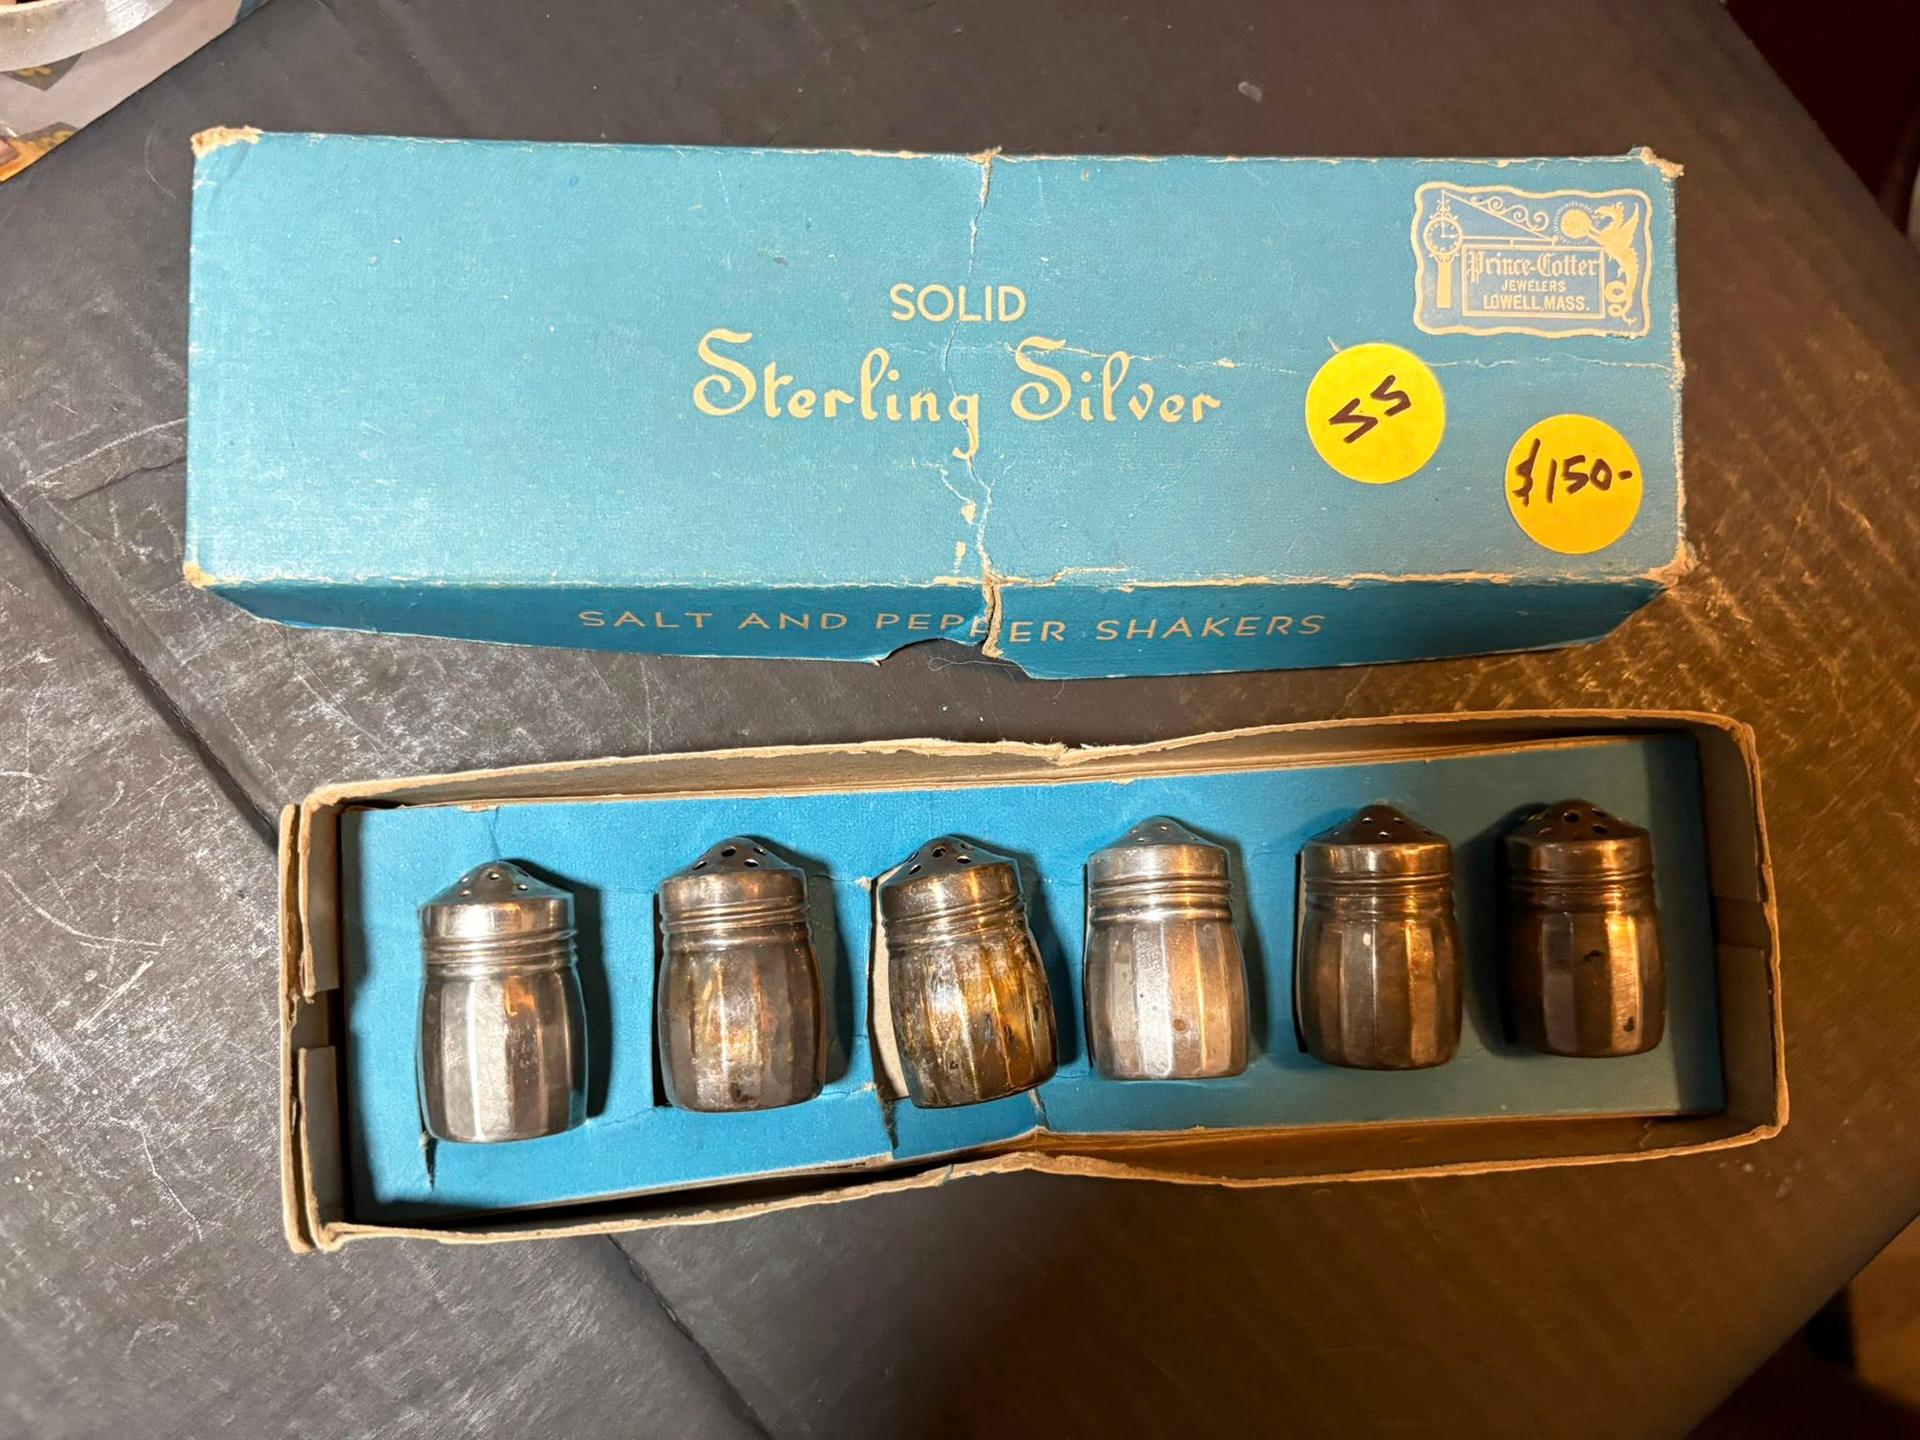 SOLID
Sterling Silver
Prince-Cotter
JEWELERS
LOWELL, MASS.
SS
$150-
SALT AND PEPPER SHAKERS